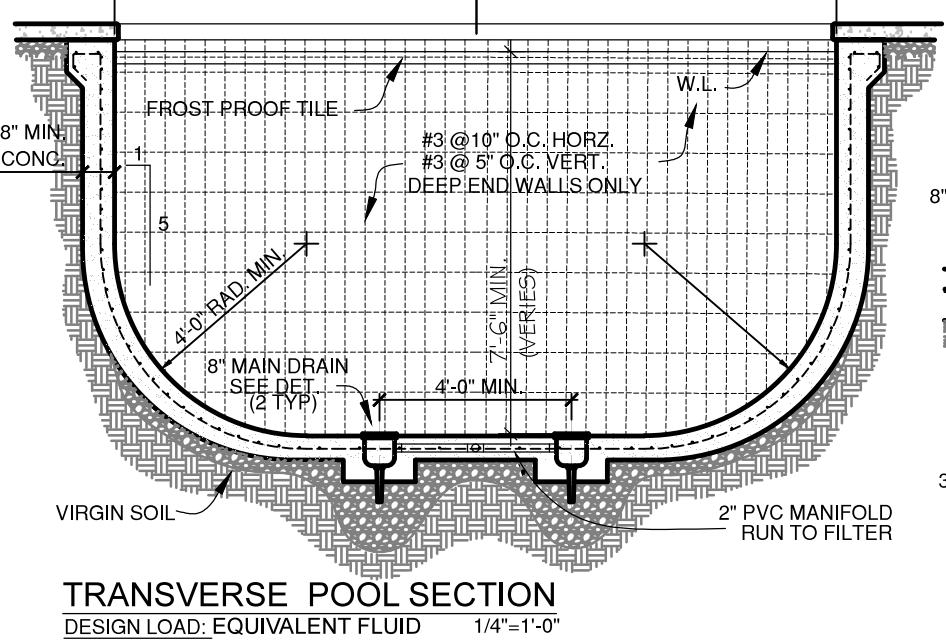 FROST PROOF TILE
W.L.
8" MIN.
CONC.
#3 @10" O.C. HORZ.
#3 @ 5" O.C. VERT.
DEEP END WALLS ONLY
1
5
8"
4'-0" RAD. MIN.
7'-6" MIN.
(VERIES)
8" MAIN DRAIN
SEE DET.
(2 TYP)
4'-0" MIN.
3
VIRGIN SOIL
2" PVC MANIFOLD
RUN TO FILTER
TRANSVERSE POOL SECTION
DESIGN LOAD: EQUIVALENT FLUID 1/4"=1'-0"